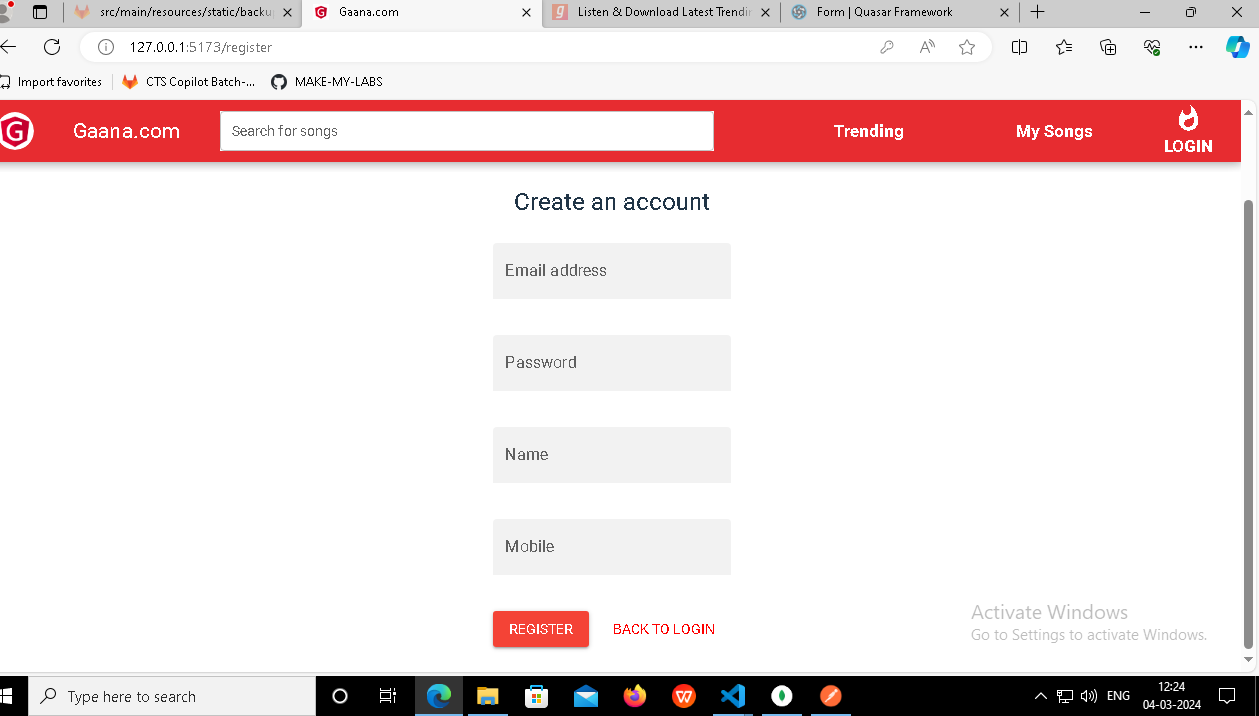 src/main/resources/static/backu
Gaana.com
Listen & Download Latest Trendin
Form | Quasar Framework
127.0.0.1:5173/register
Import favorites
CTS Copilot Batch-...
MAKE-MY-LABS
G
Gaana.com
Search for songs
Trending
My Songs
LOGIN
Create an account
Email address
Password
Name
Mobile
REGISTER
BACK TO LOGIN
Activate Windows
Go to Settings to activate Windows.
Type here to search
ENG
12:24
04-03-2024